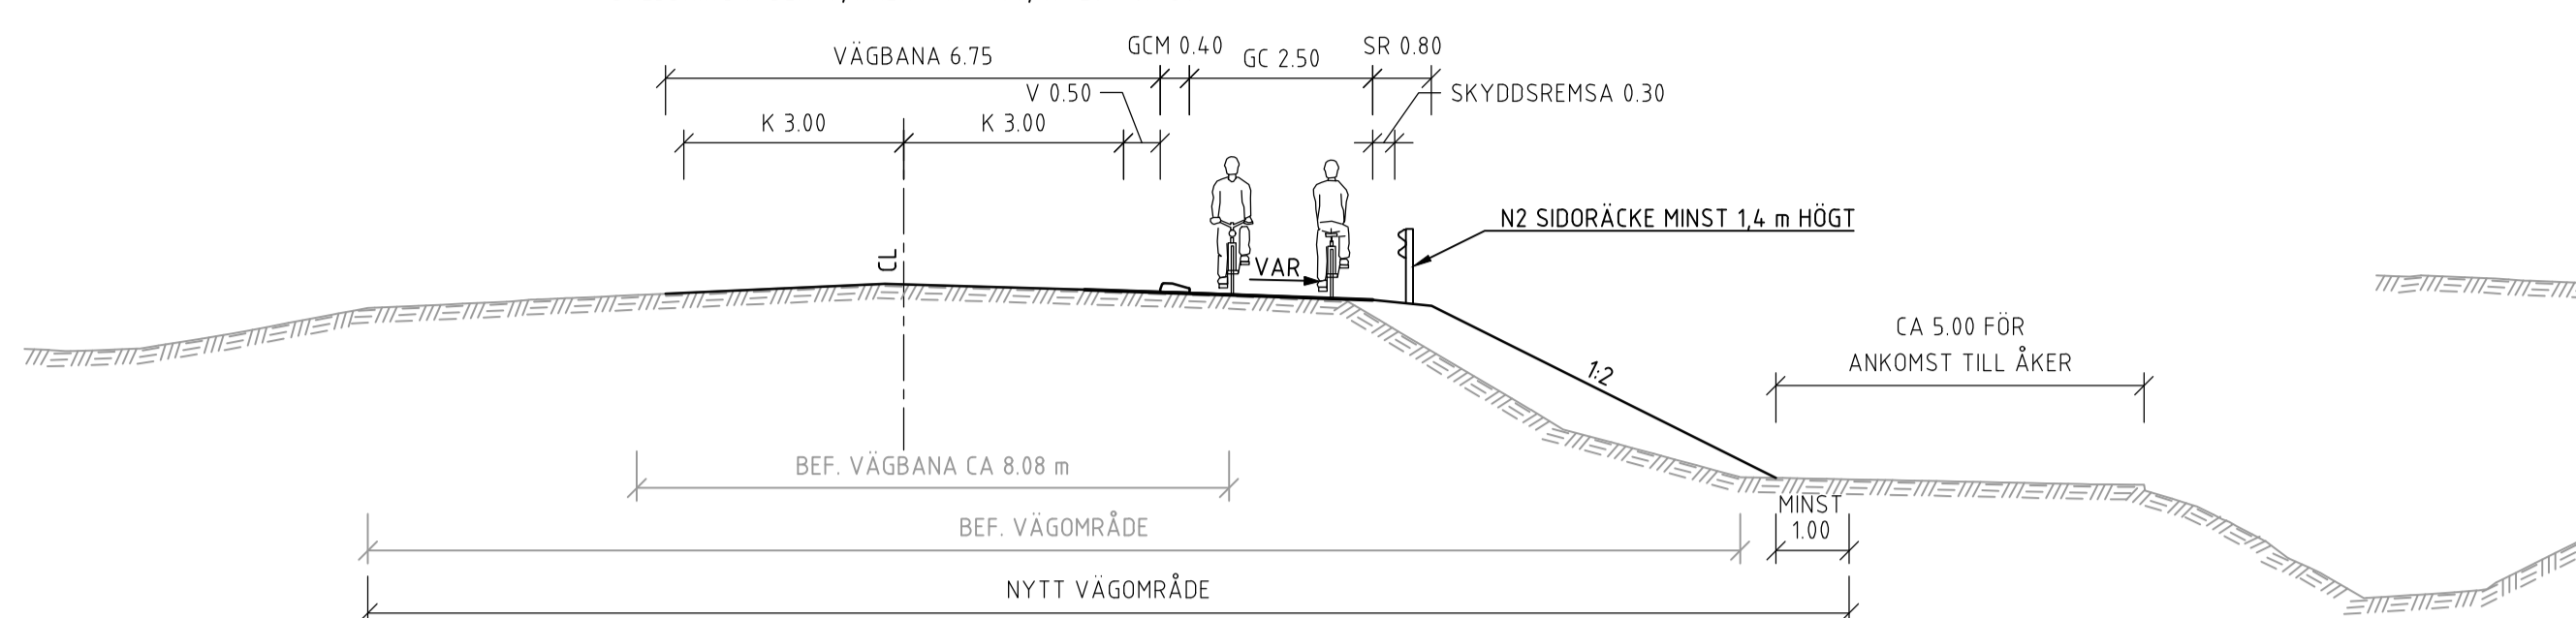 GCM 0.40
SR 0.80
VÄGBANA 6.75
GC 2.50
V 0.50
SKYDDSREMSA 0.30
K 3.00
K 3.00
N2 SIDORÄCKE MINST 1,4 m HÖGT
CL
VAR
CA 5.00 FÖR
ANKOMST TILL ÅKER
1:2
BEF. VÄGBANA CA 8.08 m
MINST
1.00
BEF. VÄGOMRÅDE
NYTT VÄGOMRÅDE